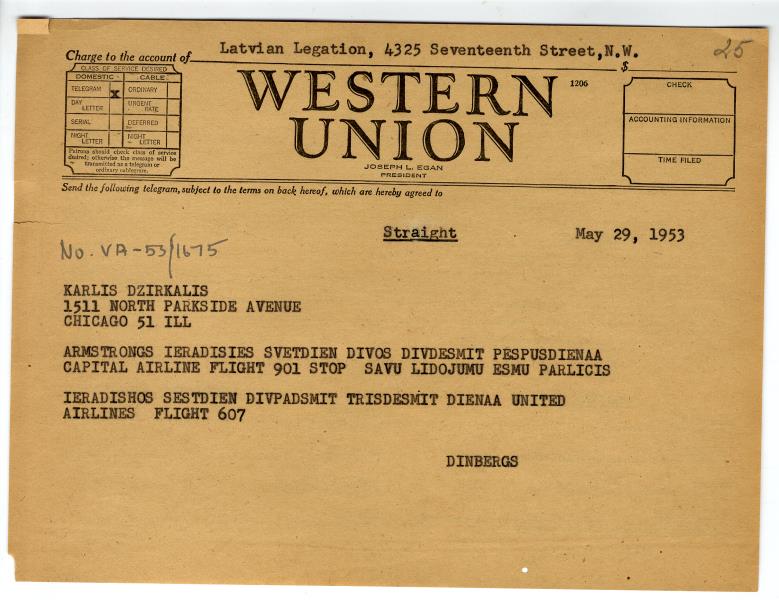 Charge to the account of Latvian Legation, 4325 Seventeenth Street, N.W.
25
$
CLASS OF SERVICE DESIRED
DOMESTIC CABLE
TELEGRAM x ORDINARY
DAY LETTER URGENT RATE
SERIAL DEFERRED
NIGHT LETTER NIGHT LETTER
Patrons should check class of service
desired; otherwise the message will be
transmitted as a telegram or
ordinary cablegram.
WESTERN
UNION
1206
JOSEPH L. EGAN
PRESIDENT
CHECK
ACCOUNTING INFORMATION
TIME FILED
Send the following telegram, subject to the terms on back hereof, which are hereby agreed to
Straight May 29, 1953
No. VA-53/1675
KARLIS DZIRKALIS
1511 NORTH PARKSIDE AVENUE
CHICAGO 51 ILL
ARMSTRONGS IERADISIES SVETDIEN DIVOS DIVDESMIT PESPUSDIENAA
CAPITAL AIRLINE FLIGHT 901 STOP SAVU LIDOJUMU ESMU PARLICIS
IERADISHOS SESTDIEN DIVPADSMIT TRISDESMIT DIENAA UNITED
AIRLINES FLIGHT 607
DINBERGS